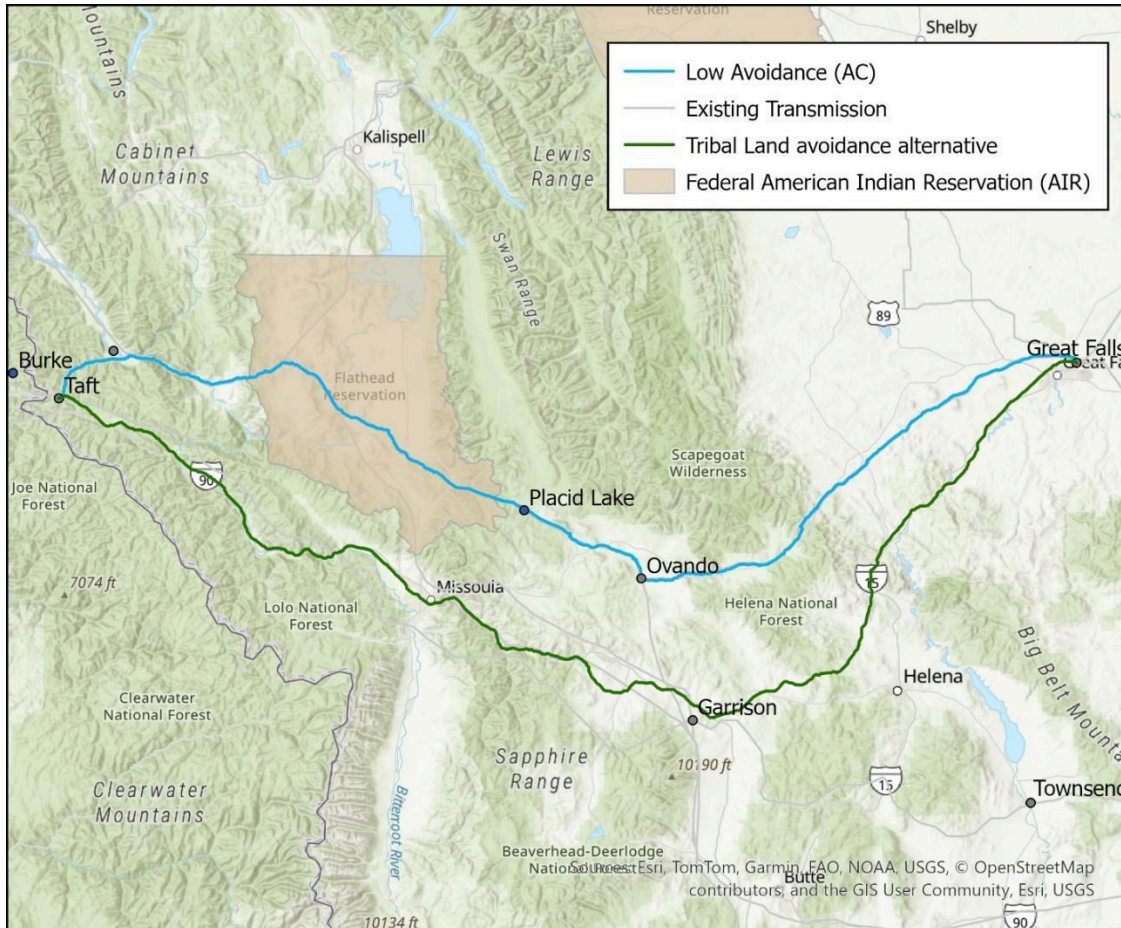 Reservation
Shelby
Mountains
Low Avoidance (AC)
Existing Transmission
Tribal Land avoidance alternative
Federal American Indian Reservation (AIR)
Kalispell
Cabinet
Mountains
Lewis
Range
Swan Range
89
Burke
Taft
Flathead
Reservation
Great Falls
Great Fa
Scapegoat
Wilderness
90
Joe National
Forest
Placid Lake
Ovando
7074 ft
Missoula
Lolo National
Forest
15
Helena National
Forest
Helena
Big Belt Mounta
Clearwater
National Forest
Garrison
Sapphire
Range
10190 ft
15
Clearwater
Mountains
Bitterroot River
Townsend
Beaverhead-Deerlodge
National Forest
Sources: Esri, TomTom, Garmin, FAO, NOAA, USGS, © OpenStreetMap
contributors, and the GIS User Community, Esri, USGS
Butte
10134 ft
90